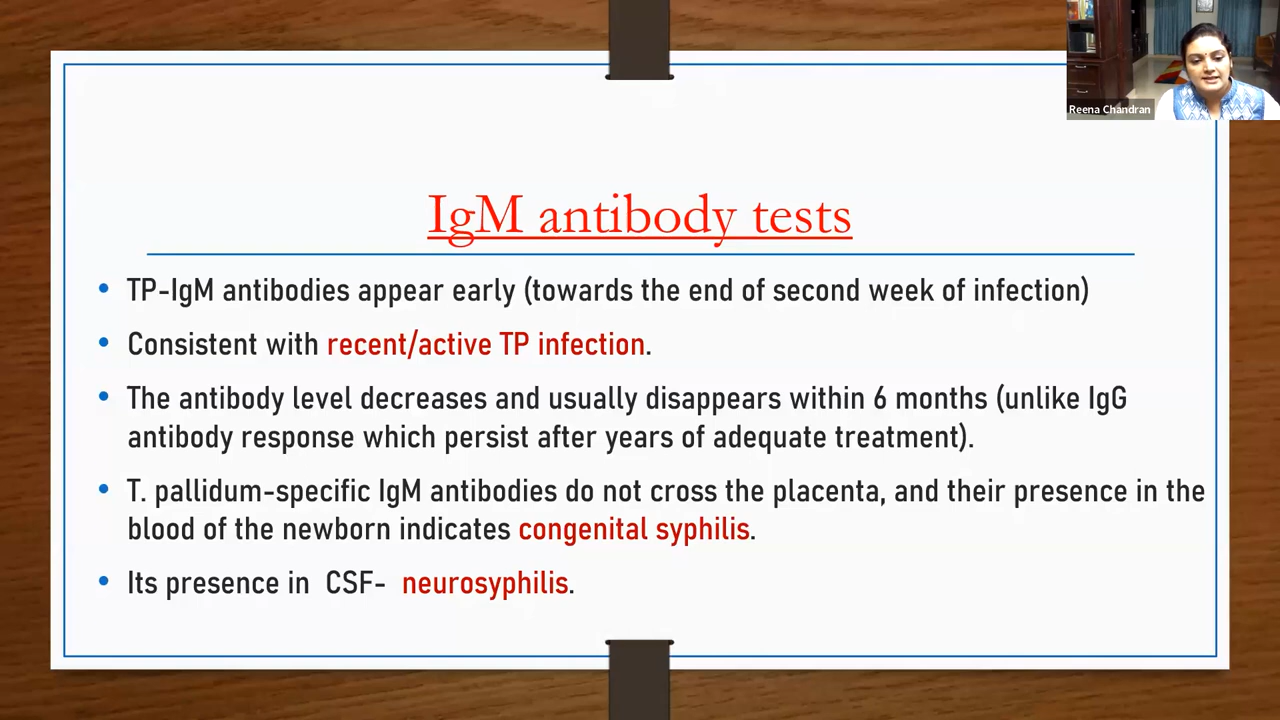 Reena Chandran
IgM antibody tests
• TP-IgM antibodies appear early (towards the end of second week of infection)
• Consistent with recent/active TP infection.
• The antibody level decreases and usually disappears within 6 months (unlike IgG
antibody response which persist after years of adequate treatment).
• T. pallidum-specific IgM antibodies do not cross the placenta, and their presence in the
blood of the newborn indicates congenital syphilis.
• Its presence in CSF- neurosyphilis.